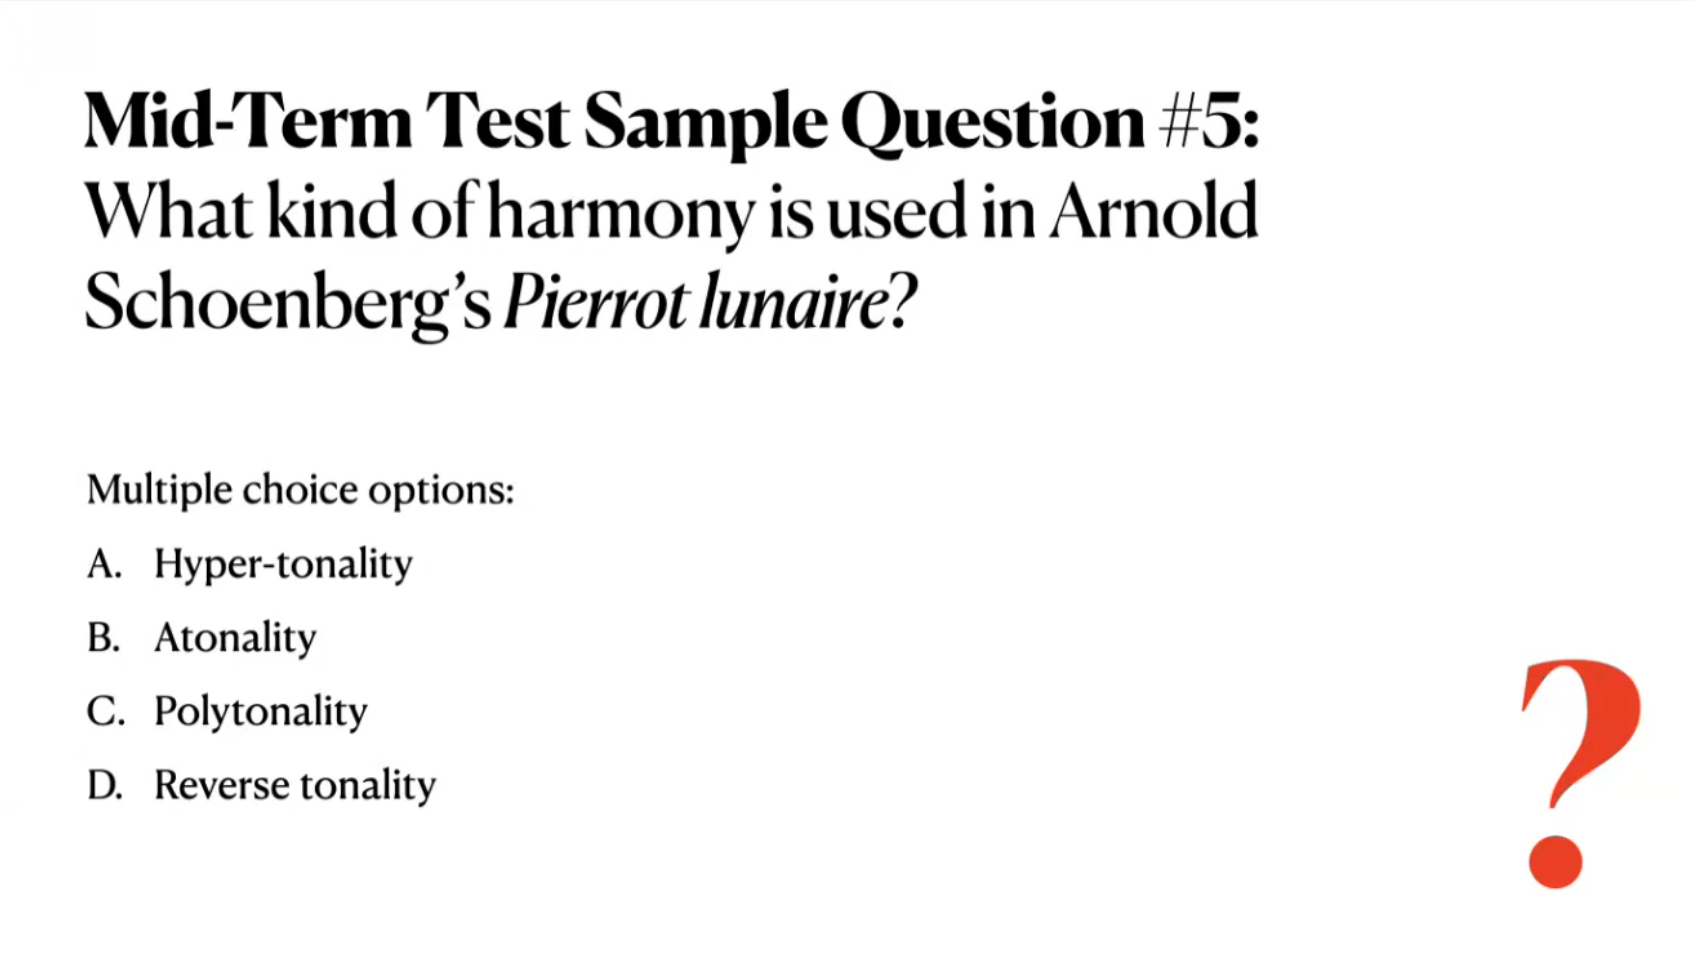 Mid-Term Test Sample Question #5:
What kind of harmony is used in Arnold
Schoenberg’s Pierrot lunaire?
Multiple choice options:
A. Hyper-tonality
B. Atonality
C. Polytonality
D. Reverse tonality
?